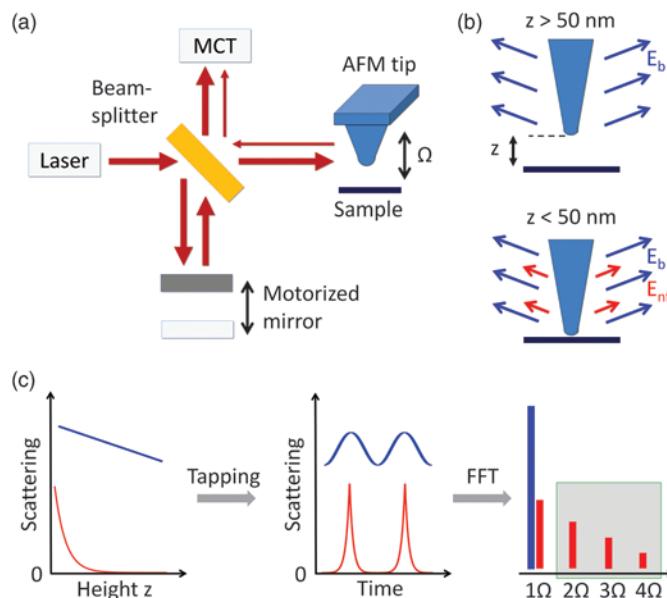 (a)
MCT
Beam-
splitter
Laser
AFM tip
Ω
Sample
Motorized
mirror
(b)
z > 50 nm
E_b
z
z < 50 nm
E_b
E_nf
(c)
Scattering
0
Height z
Tapping
Scattering
0
Time
FFT
1Ω 2Ω 3Ω 4Ω